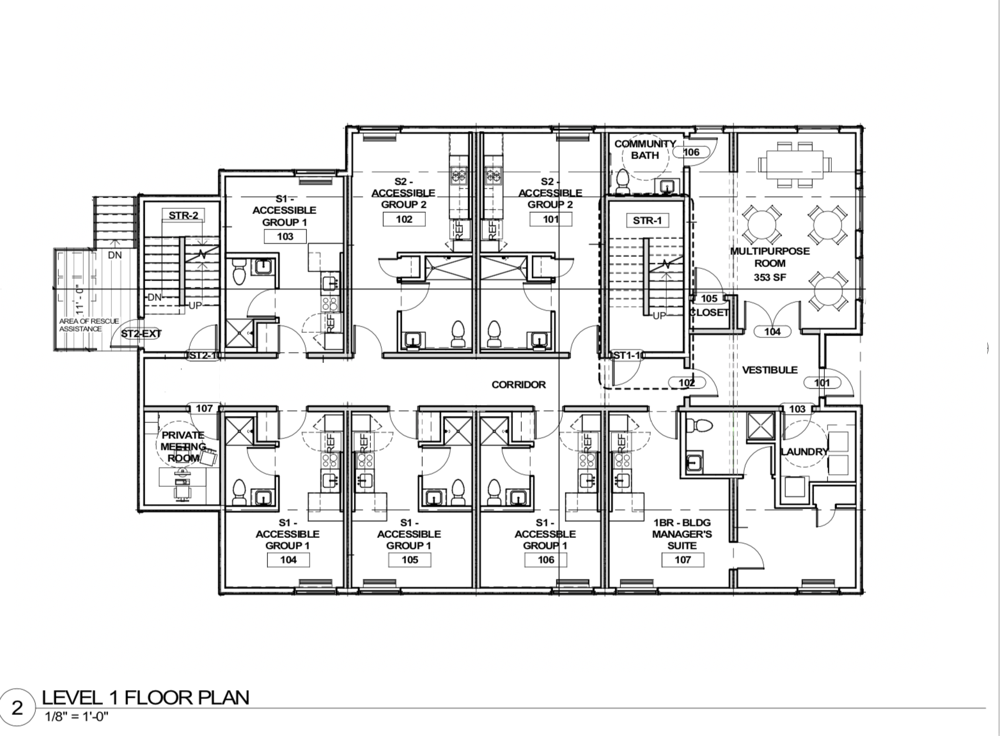 COMMUNITY
BATH
106
S2 -
ACCESSIBLE
GROUP 2
102
S2 -
ACCESSIBLE
GROUP 2
101
S1 -
ACCESSIBLE
GROUP 1
103
STR-2
STR-1
REF
REF
DN
MULTIPURPOSE
ROOM
353 SF
11' - 0"
DN
UP
105
CLOSET
UP
AREA OF RESCUE
ASSISTANCE
REF
ST2-EXT
104
ST2-1
ST1-1
VESTIBULE
CORRIDOR
102
101
107
103
PRIVATE
MEETING
ROOM
REF
REF
REF
REF
LAUNDRY
S1 -
ACCESSIBLE
GROUP 1
104
S1 -
ACCESSIBLE
GROUP 1
105
S1 -
ACCESSBLE
GROUP 1
106
1BR - BLDG
MANAGER'S
SUITE
107
2
LEVEL 1 FLOOR PLAN
1/8" = 1'-0"